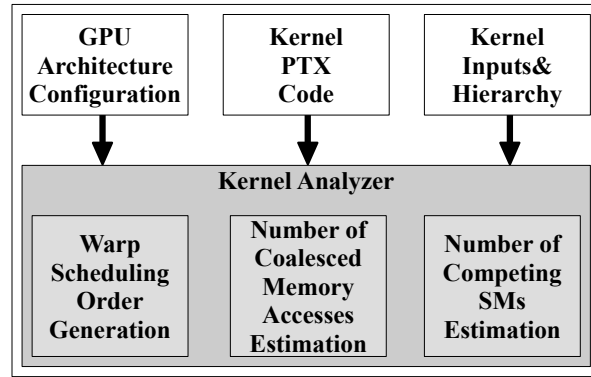 GPU
Architecture
Configuration
Kernel
PTX
Code
Kernel
Inputs&
Hierarchy
Kernel Analyzer
Warp
Scheduling
Order
Generation
Number of
Coalesced
Memory
Accesses
Estimation
Number of
Competing
SMs
Estimation